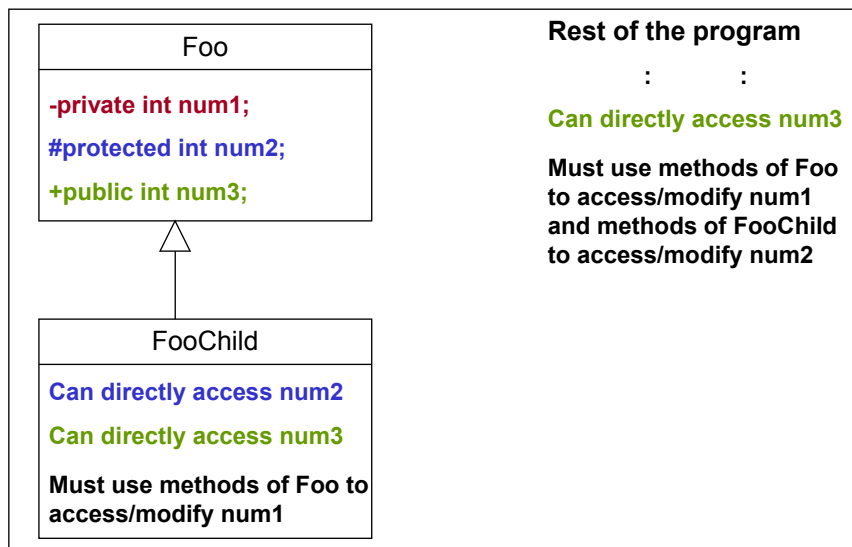 Foo
-private int num1;
#protected int num2;
+public int num3;
FooChild
Can directly access num2
Can directly access num3
Must use methods of Foo to
access/modify num1
Rest of the program
: :
Can directly access num3
Must use methods of Foo
to access/modify num1
and methods of FooChild
to access/modify num2